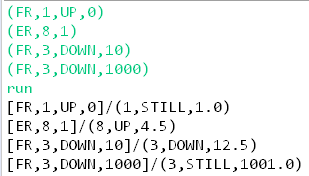 (FR,1,UP,0)
(ER,8,1)
(FR,3,DOWN,10)
(FR,3,DOWN,1000)
run
[FR,1,UP,0]/(1,STILL,1.0)
[ER,8,1]/(8,UP,4.5)
[FR,3,DOWN,10]/(3,DOWN,12.5)
[FR,3,DOWN,1000]/(3,STILL,1001.0)